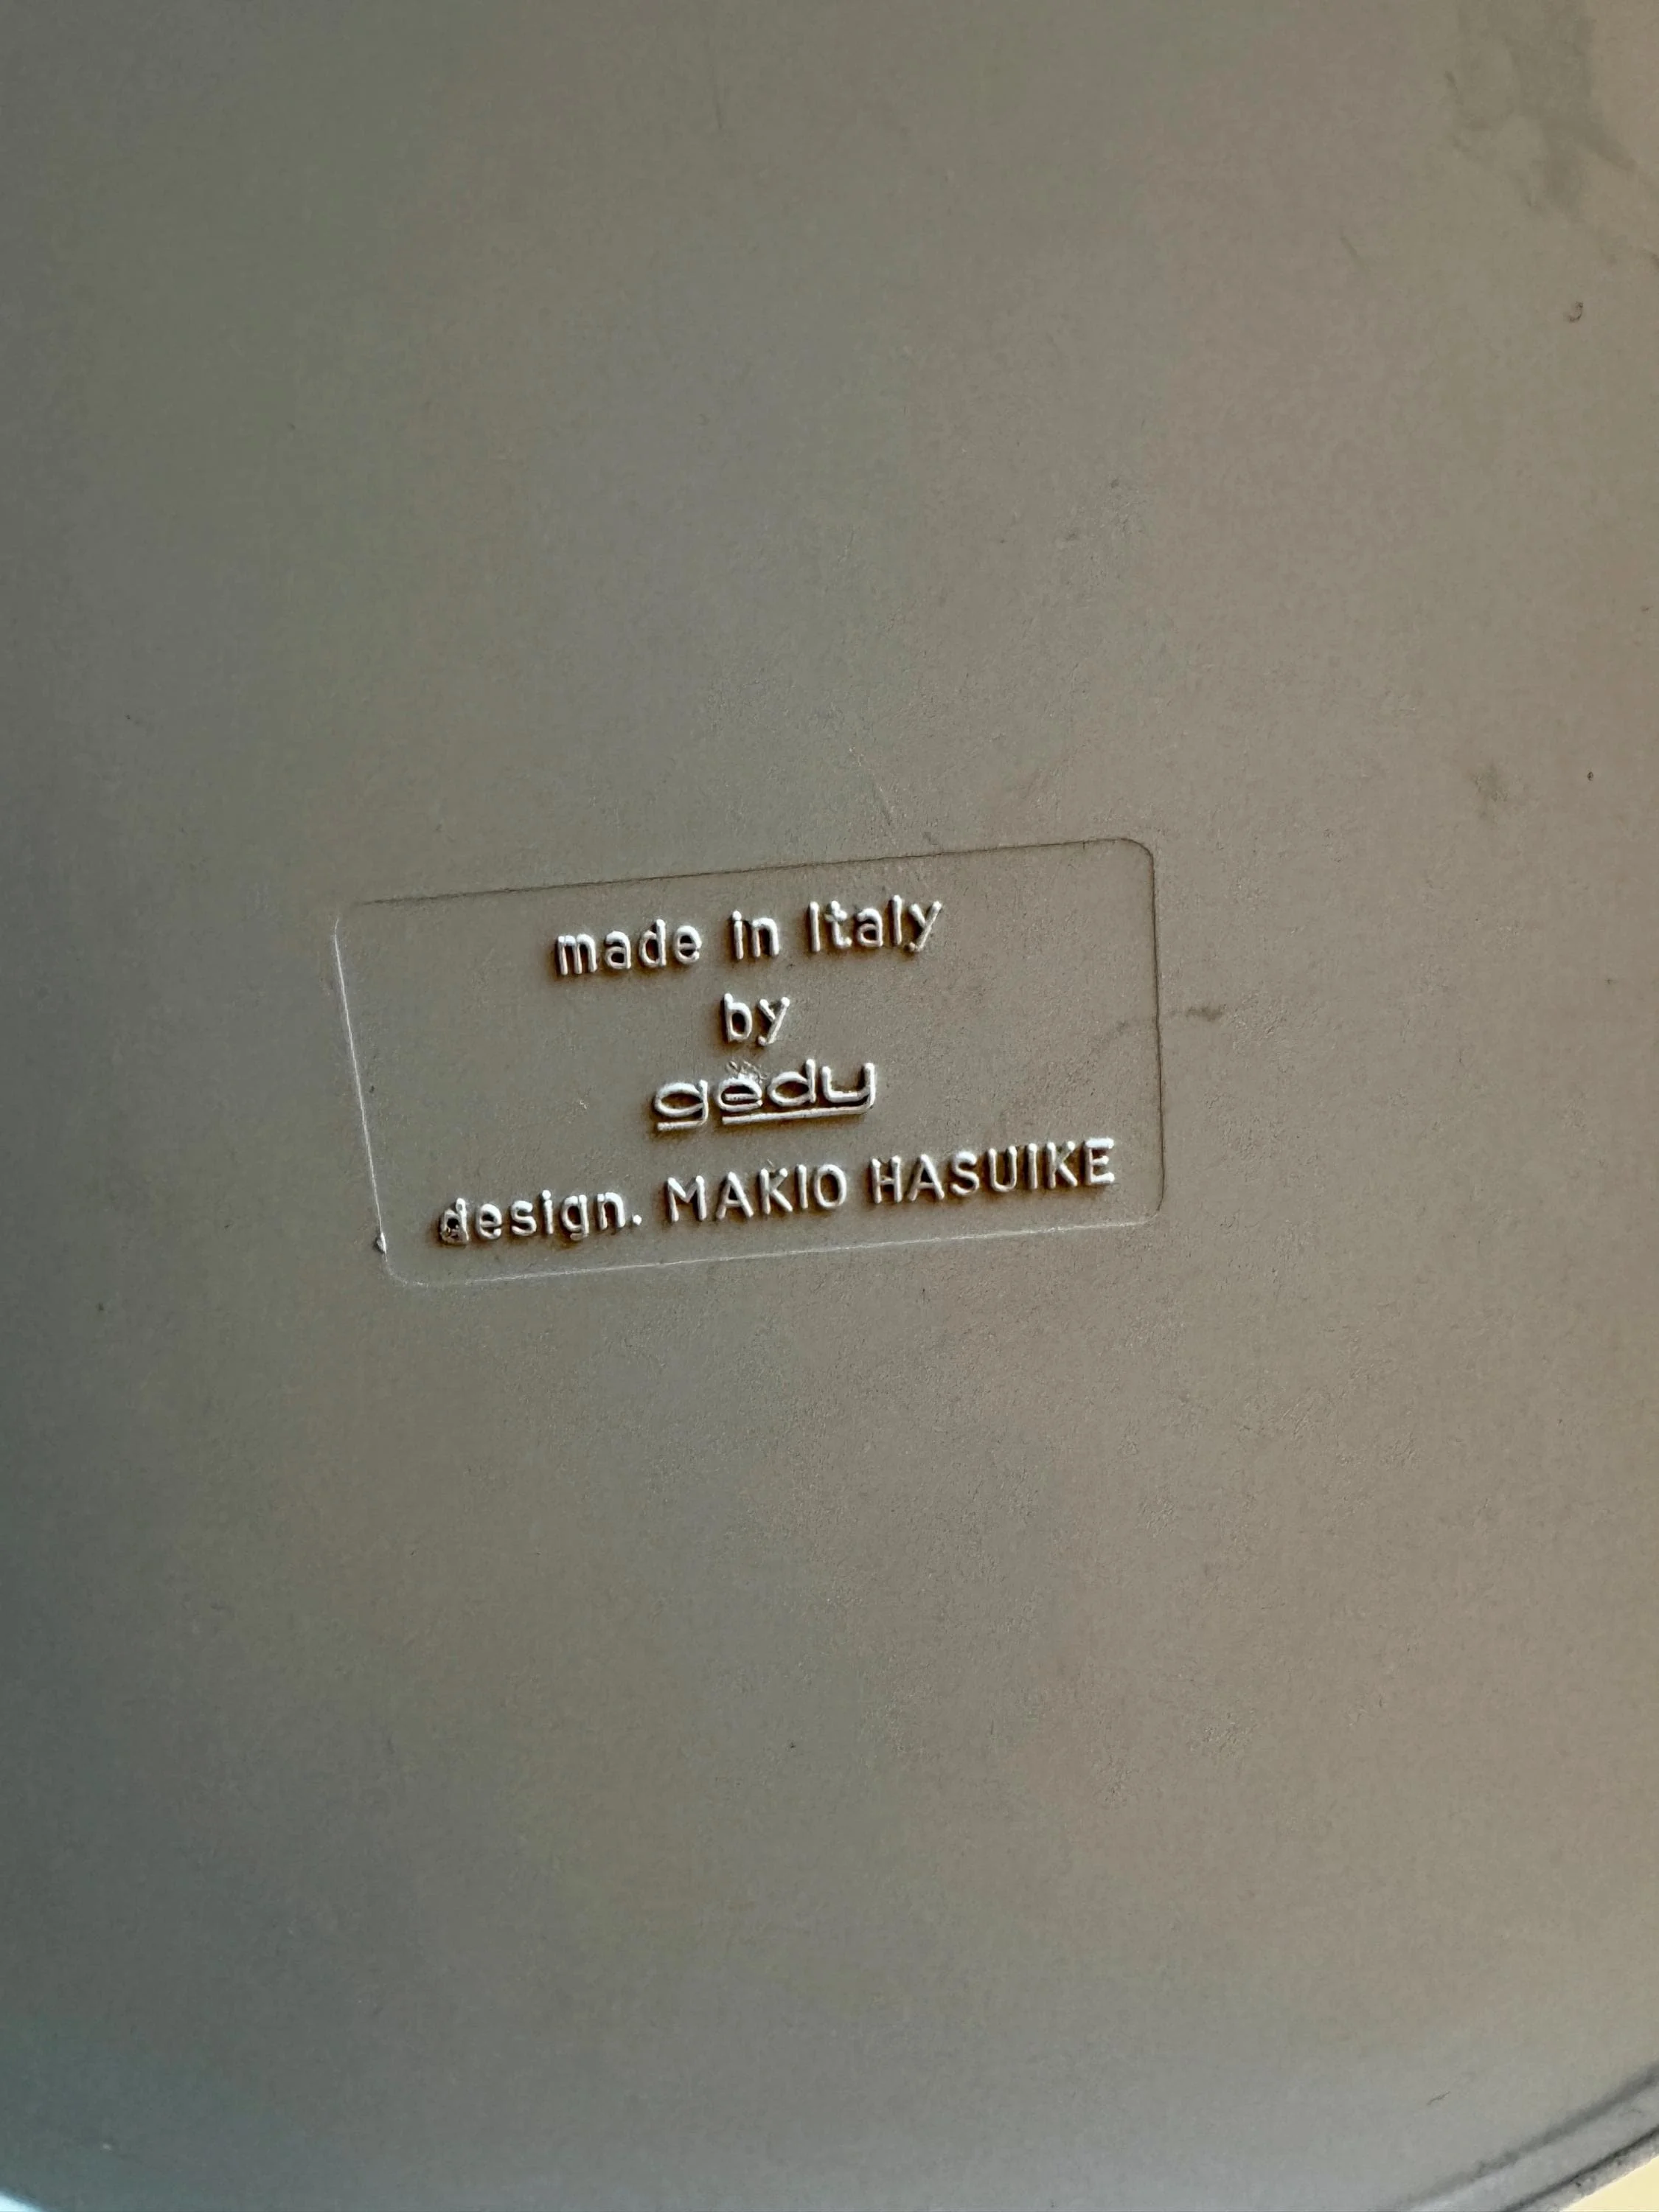 made in Italy
by
gedy
design. MAKIO HASUIKE